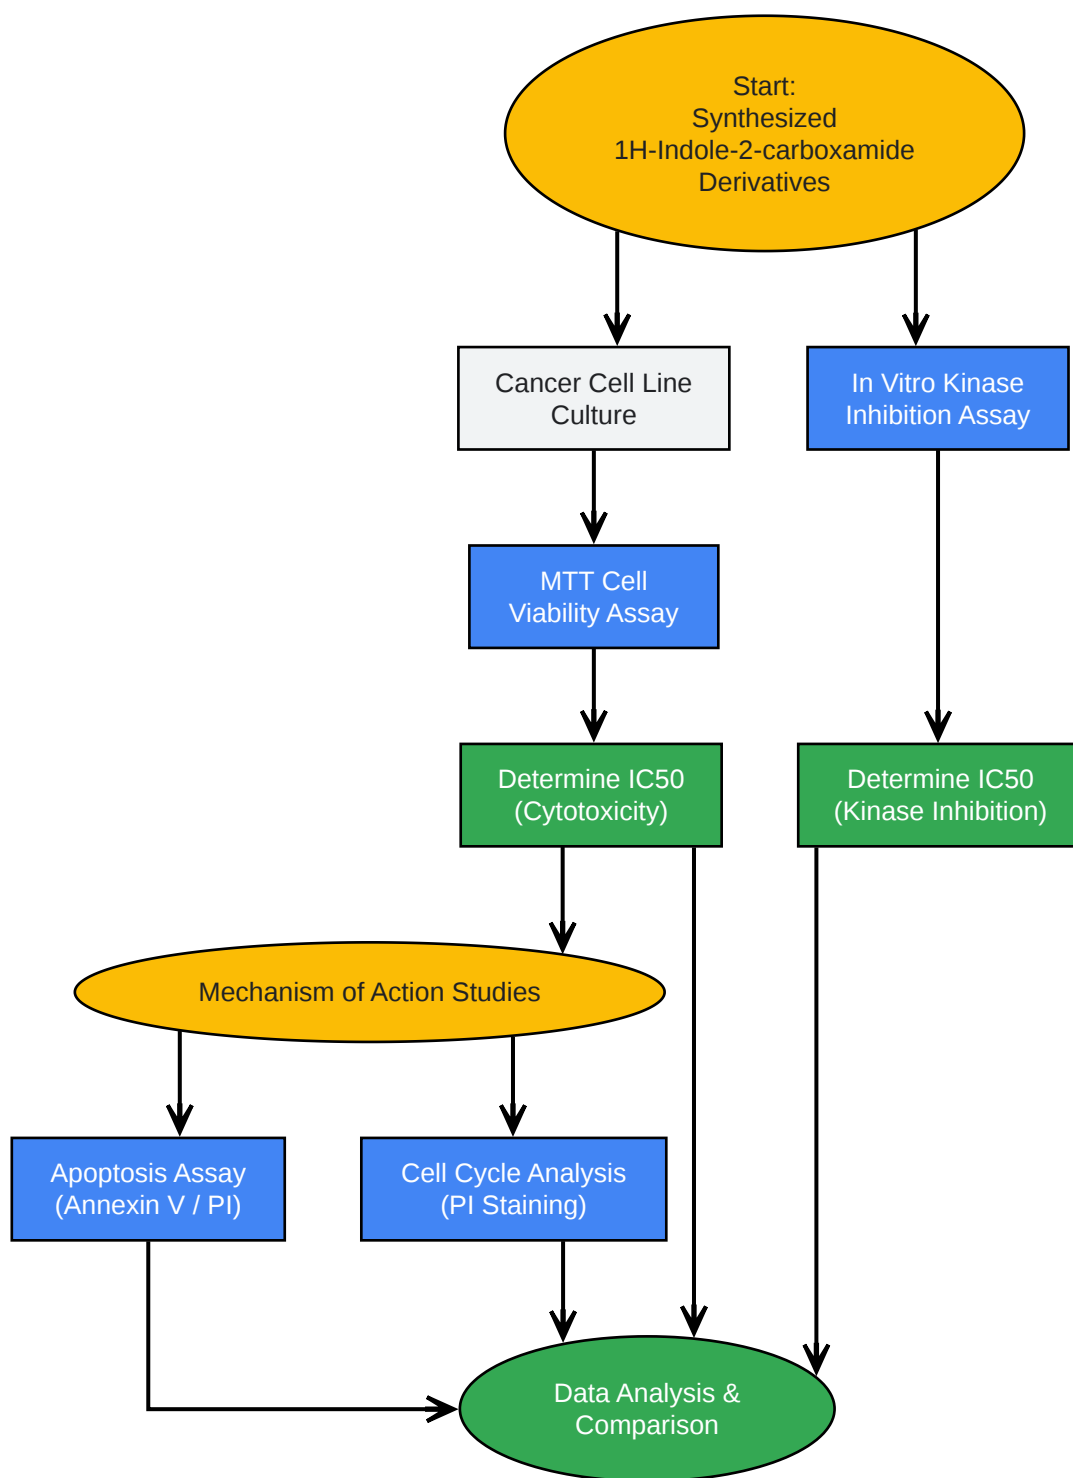 Start:
Synthesized
1H-Indole-2-carboxamide
Derivatives
Cancer Cell Line
Culture
In Vitro Kinase
Inhibition Assay
MTT Cell
Viability Assay
Determine IC50
(Cytotoxicity)
Determine IC50
(Kinase Inhibition)
Mechanism of Action Studies
Apoptosis Assay
(Annexin V / PI)
Cell Cycle Analysis
(PI Staining)
Data Analysis &
Comparison